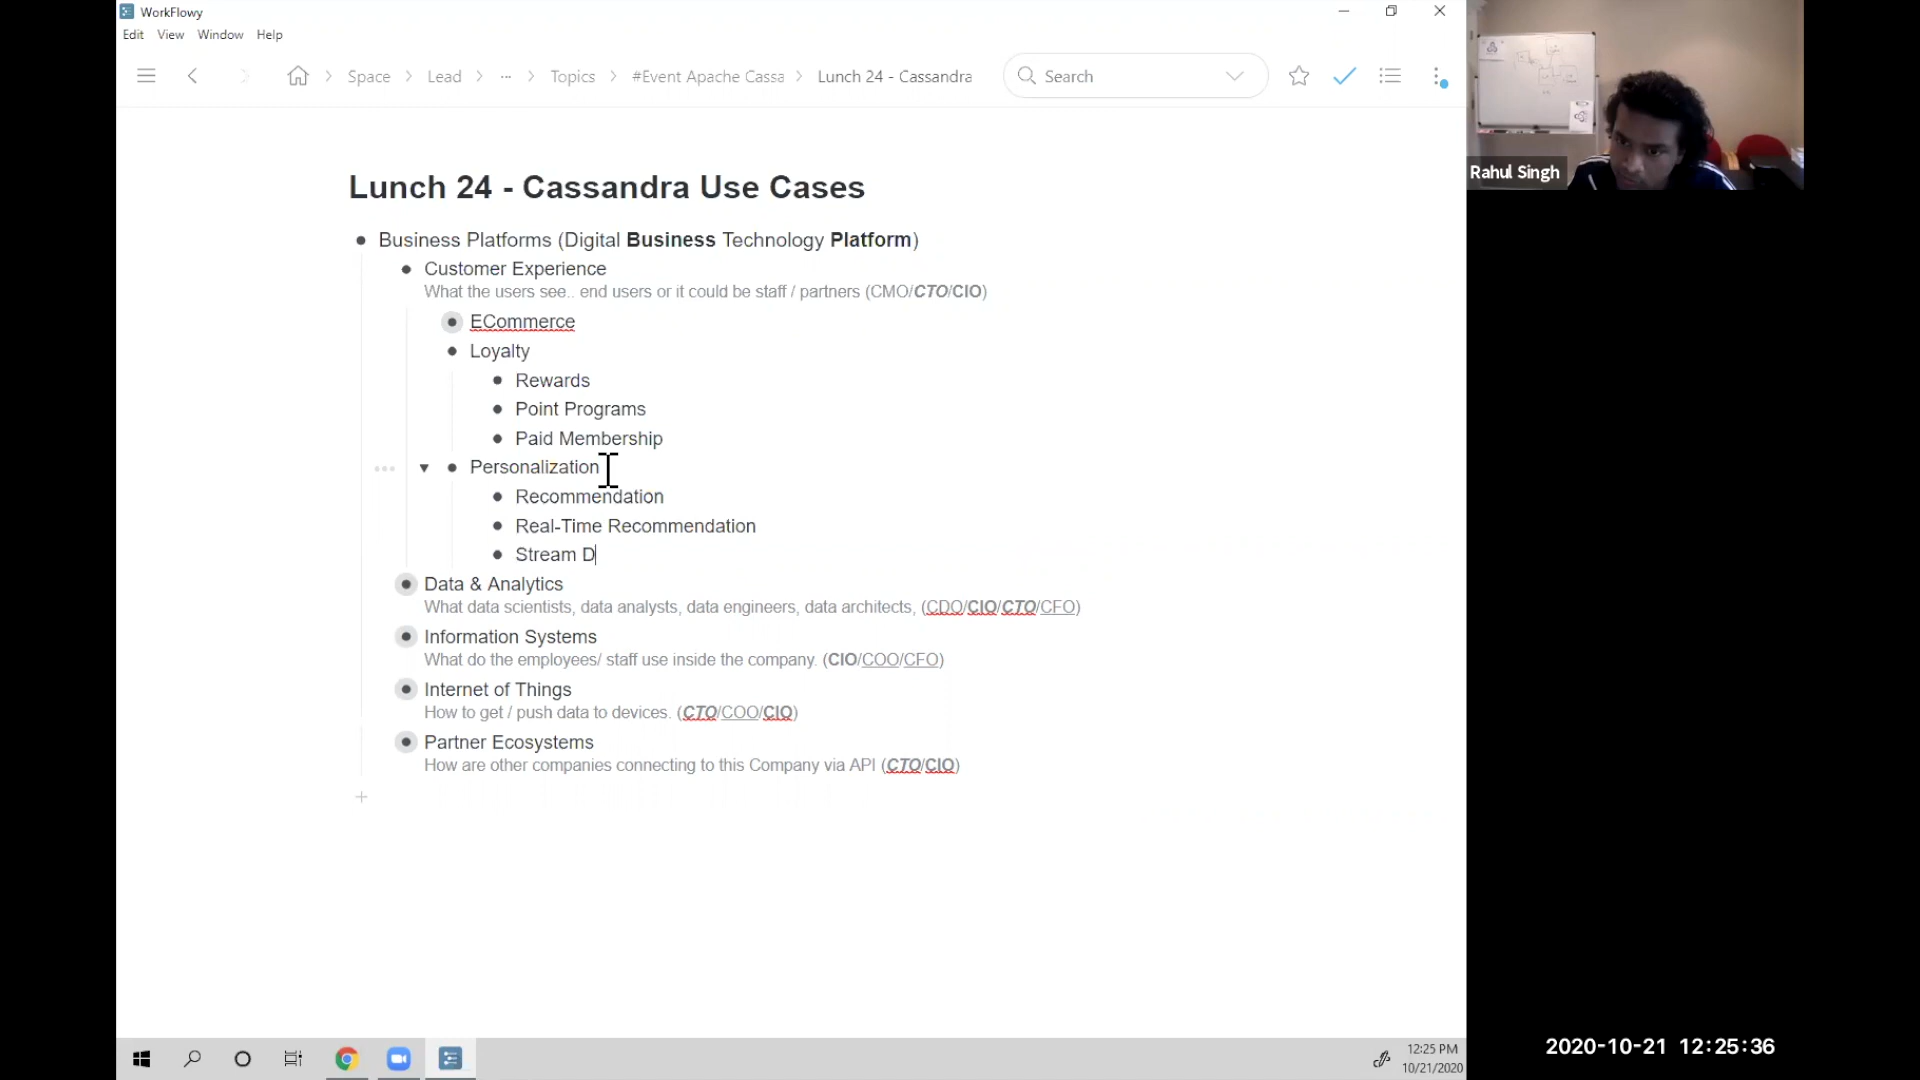 WorkFlowy
Edit View Window Help
Space Lead ... Topics #Event Apache Cassa Lunch 24 - Cassandra Search
Lunch 24 - Cassandra Use Cases
Business Platforms (Digital Business Technology Platform)
Customer Experience
What the users see.. end users or it could be staff / partners (CMO/CTO/CIO)
ECommerce
Loyalty
Rewards
Point Programs
Paid Membership
Personalization
Recommendation
Real-Time Recommendation
Stream D
Data & Analytics
What data scientists, data analysts, data engineers, data architects, (CDO/CIO/CTO/CFO)
Information Systems
What do the employees/ staff use inside the company. (CIO/COO/CFO)
Internet of Things
How to get / push data to devices. (CTO/COO/CIO)
Partner Ecosystems
How are other companies connecting to this Company via API (CTO/CIO)
Rahul Singh
12:25 PM
10/21/2020
2020-10-21 12:25:36